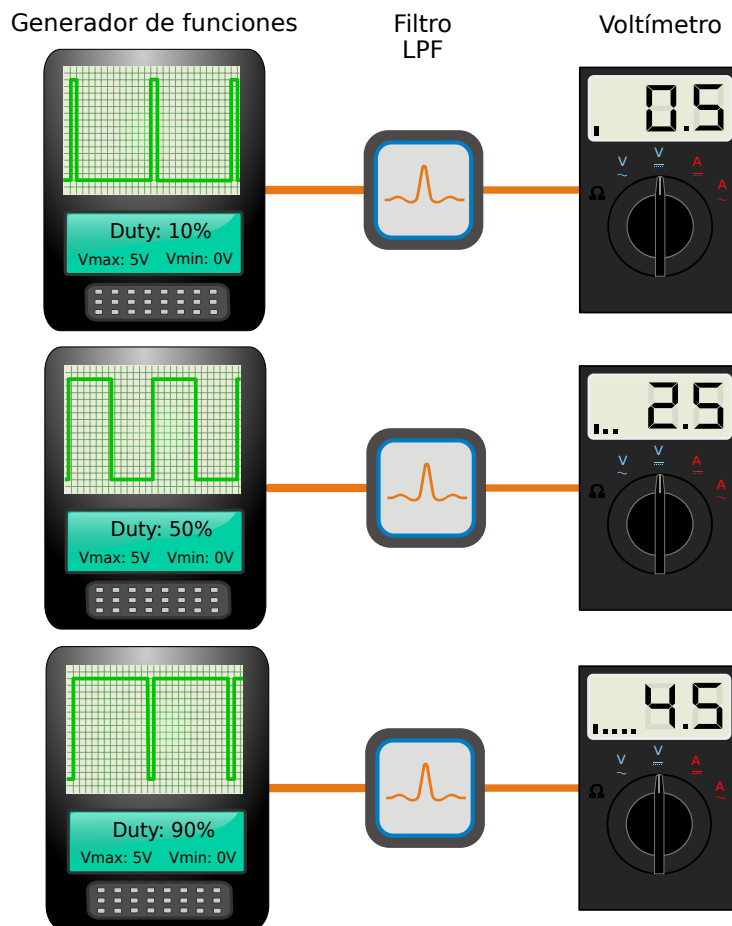 Generador de funciones
Filtro
LPF
Voltímetro
Duty: 10%
Vmax: 5V Vmin: 0V
0.5
V
V
A
A
Ω
Duty: 50%
Vmax: 5V Vmin: 0V
2.5
V
V
A
A
Ω
Duty: 90%
Vmax: 5V Vmin: 0V
4.5
V
V
A
A
Ω